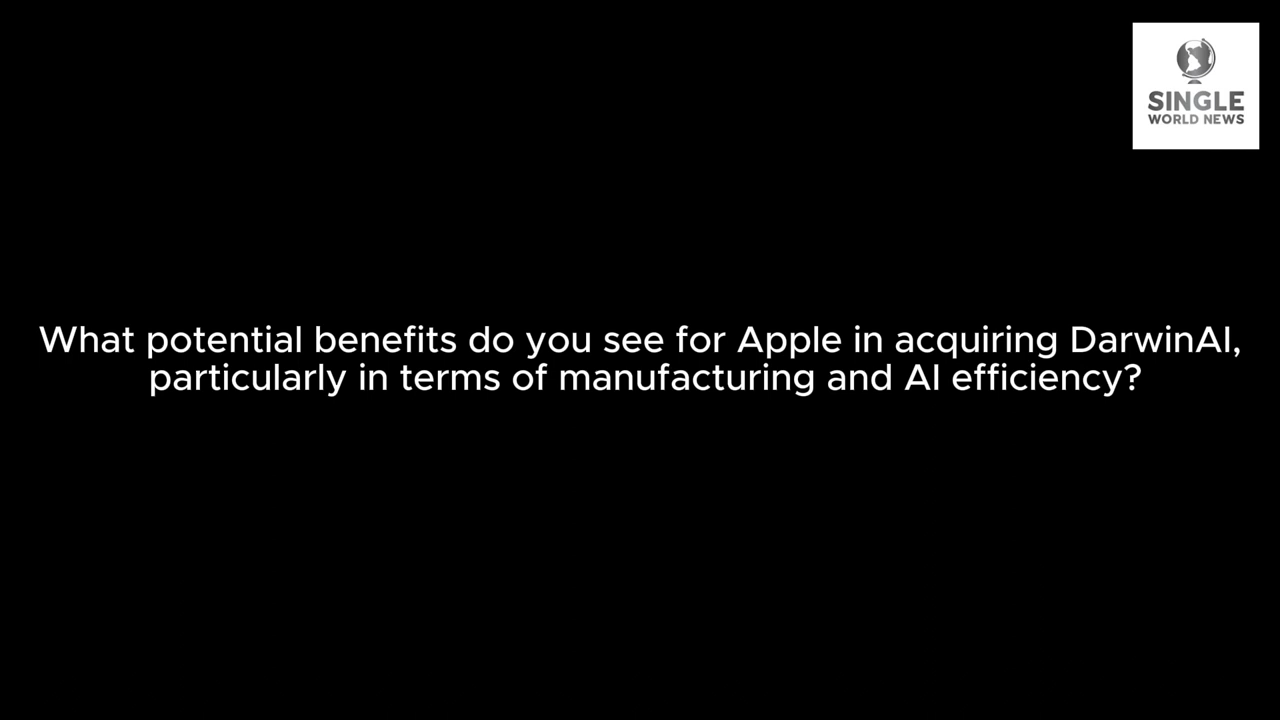 SINGLE
WORLD NEWS
What potential benefits do you see for Apple in acquiring DarwinAI,
particularly in terms of manufacturing and AI efficiency?